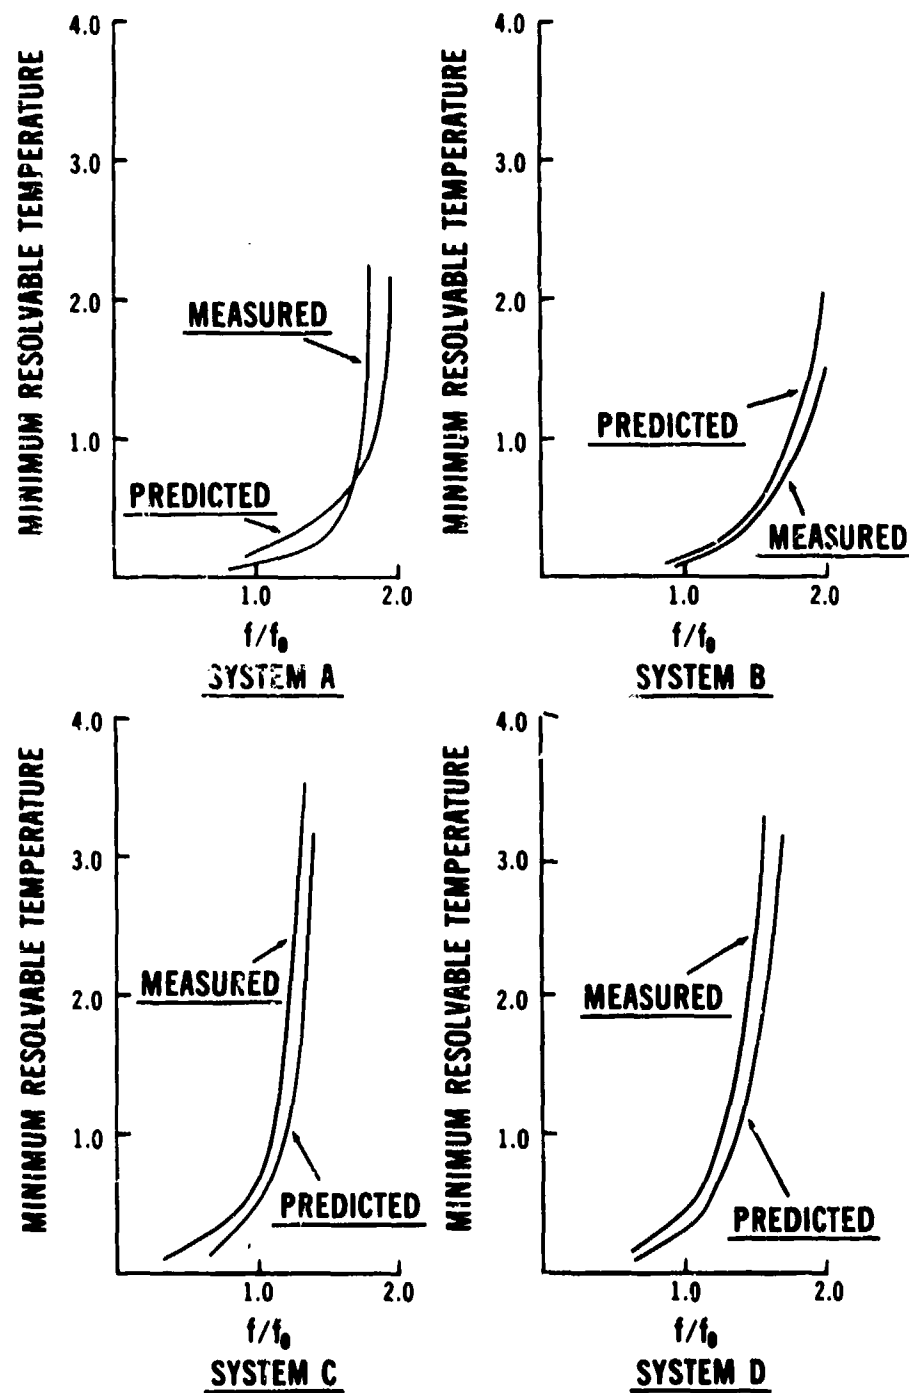 MINIMUM RESOLVABLE TEMPERATURE
4.0
3.0
2.0
1.0
MEASURED
PREDICTED
1.0
2.0
f/f₀
SYSTEM A
MINIMUM RESOLVABLE TEMPERATURE
4.0
3.0
2.0
1.0
PREDICTED
MEASURED
1.0
2.0
f/f₀
SYSTEM B
MINIMUM RESOLVABLE TEMPERATURE
4.0
3.0
2.0
1.0
MEASURED
PREDICTED
1.0
2.0
f/f₀
SYSTEM C
MINIMUM RESOLVABLE TEMPERATURE
4.0
3.0
2.0
1.0
MEASURED
PREDICTED
1.0
2.0
f/f₀
SYSTEM D